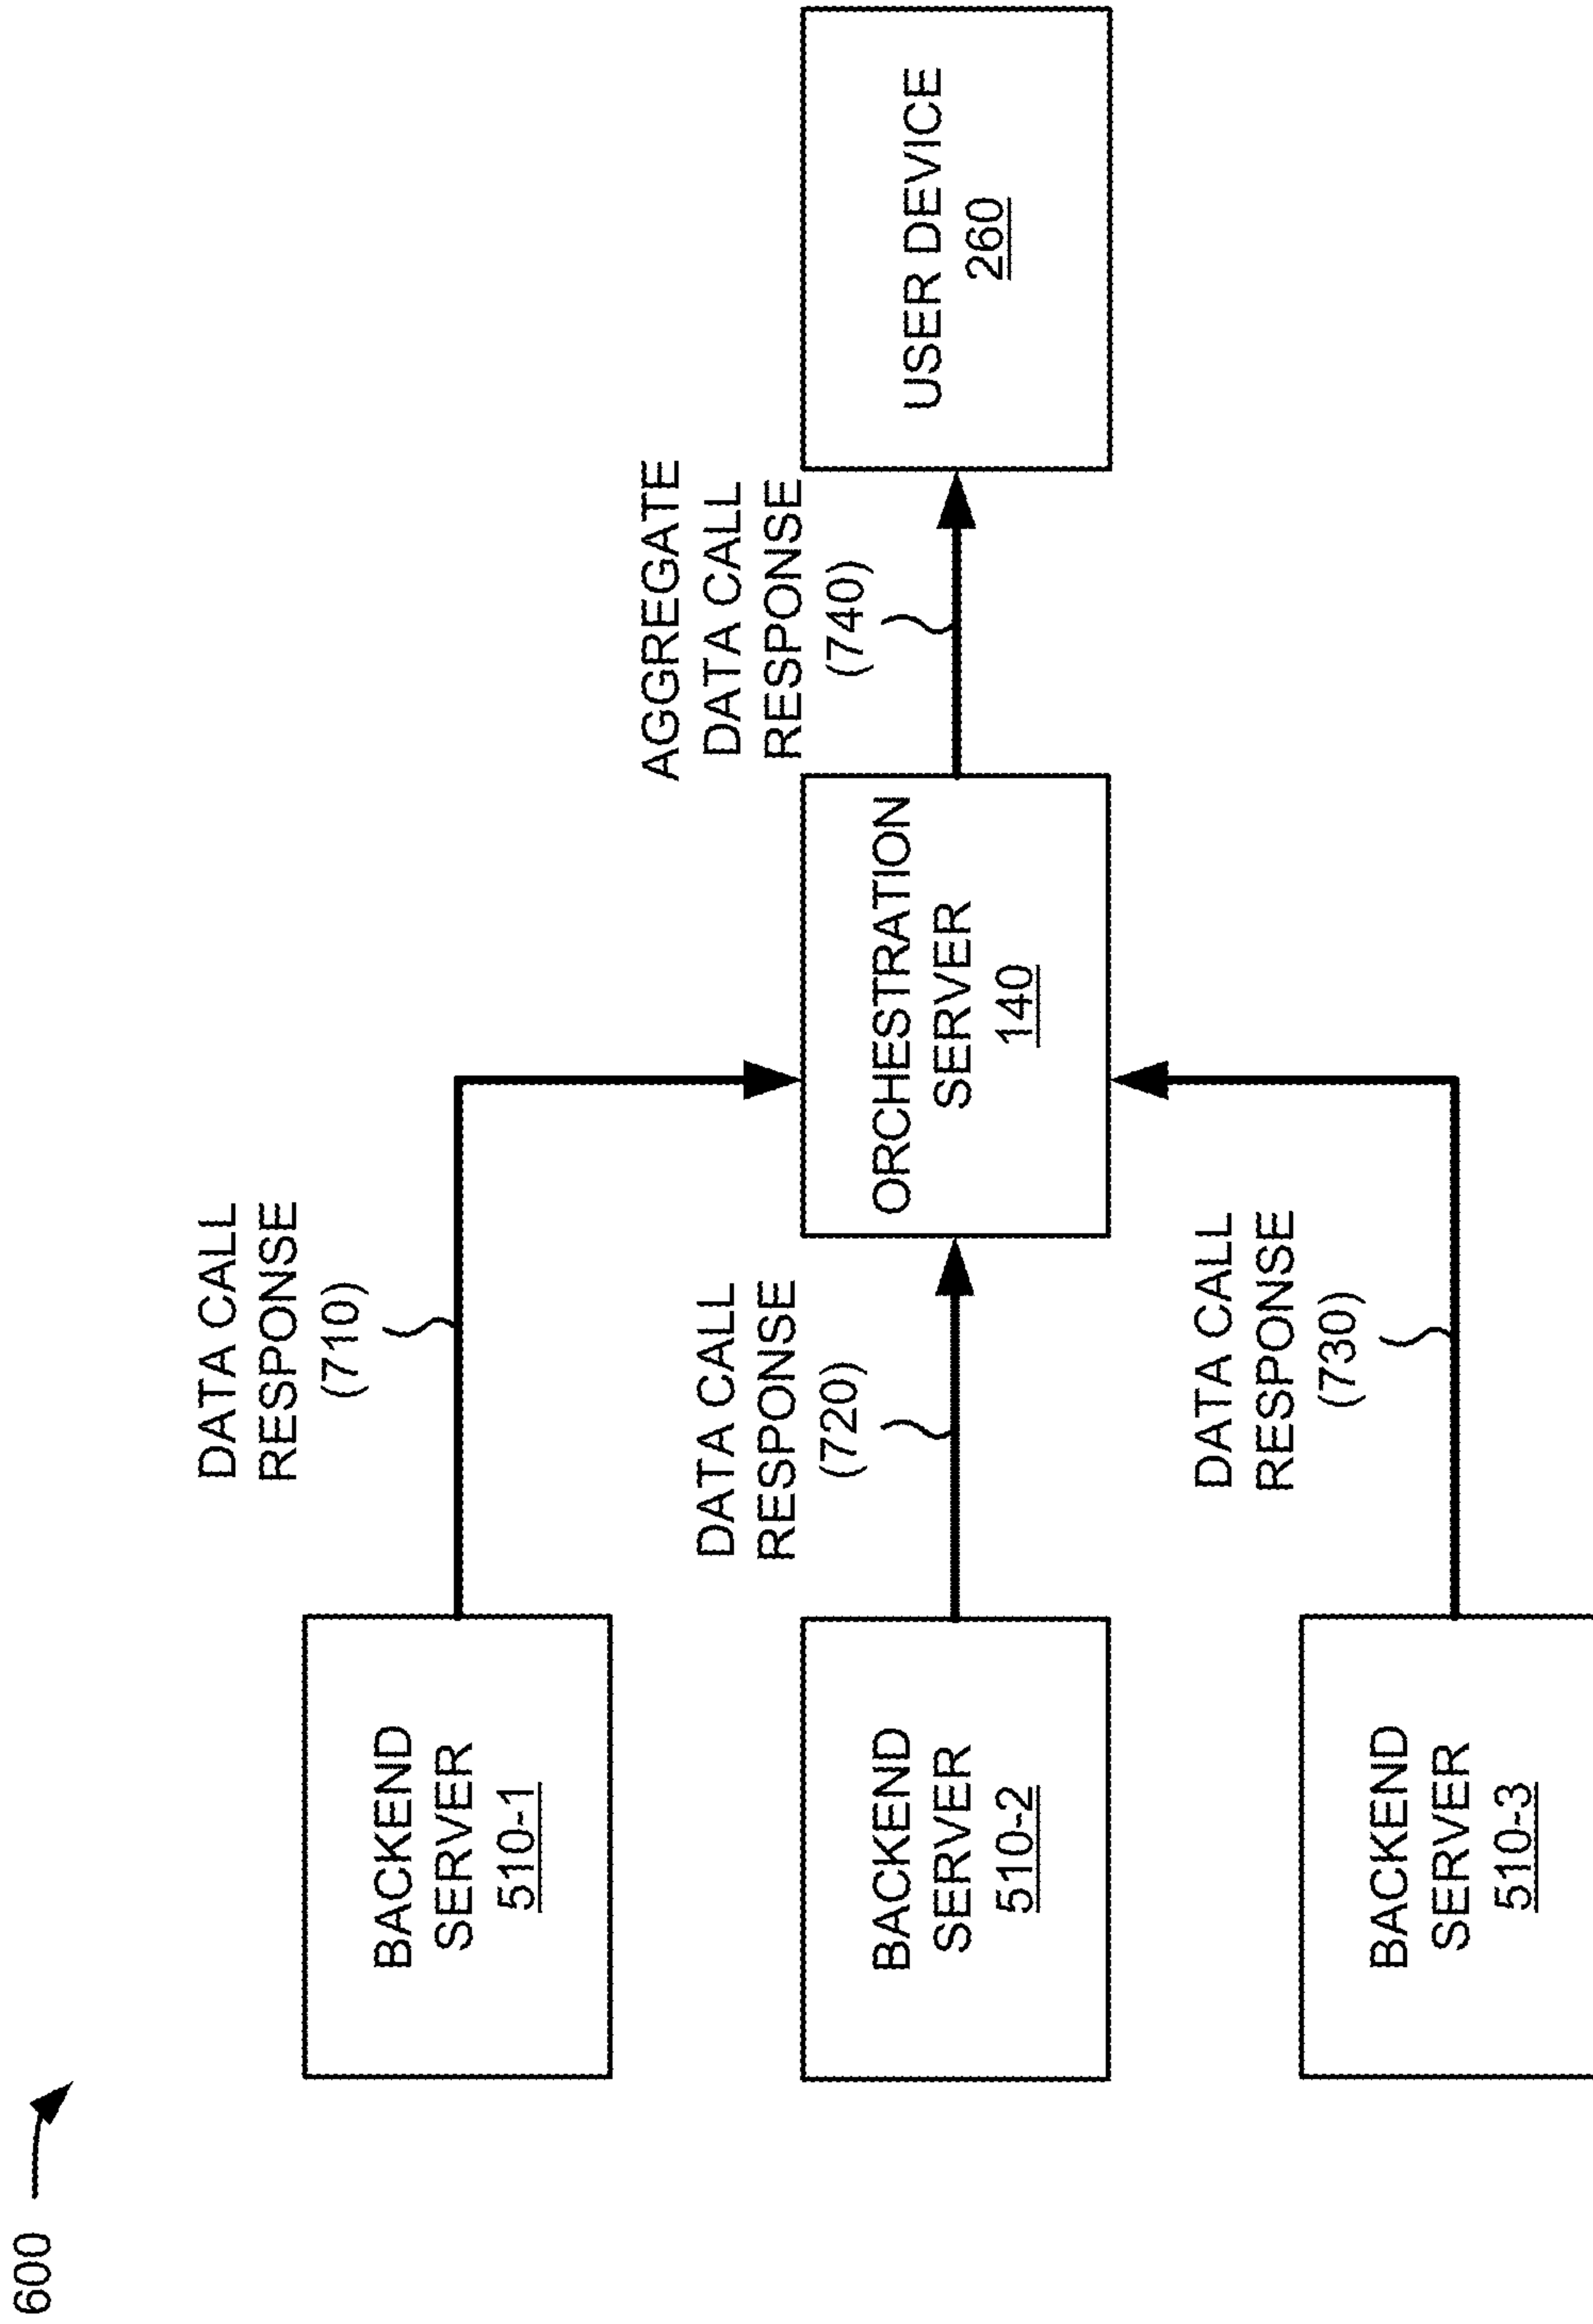 600
DATA CALL
RESPONSE
(710)
BACKEND
SERVER
510-1
AGGREGATE
DATA CALL
RESPONSE
(740)
DATA CALL
RESPONSE
(720)
BACKEND
SERVER
510-2
ORCHESTRATION
SERVER
140
USER DEVICE
260
DATA CALL
RESPONSE
(730)
BACKEND
SERVER
510-3